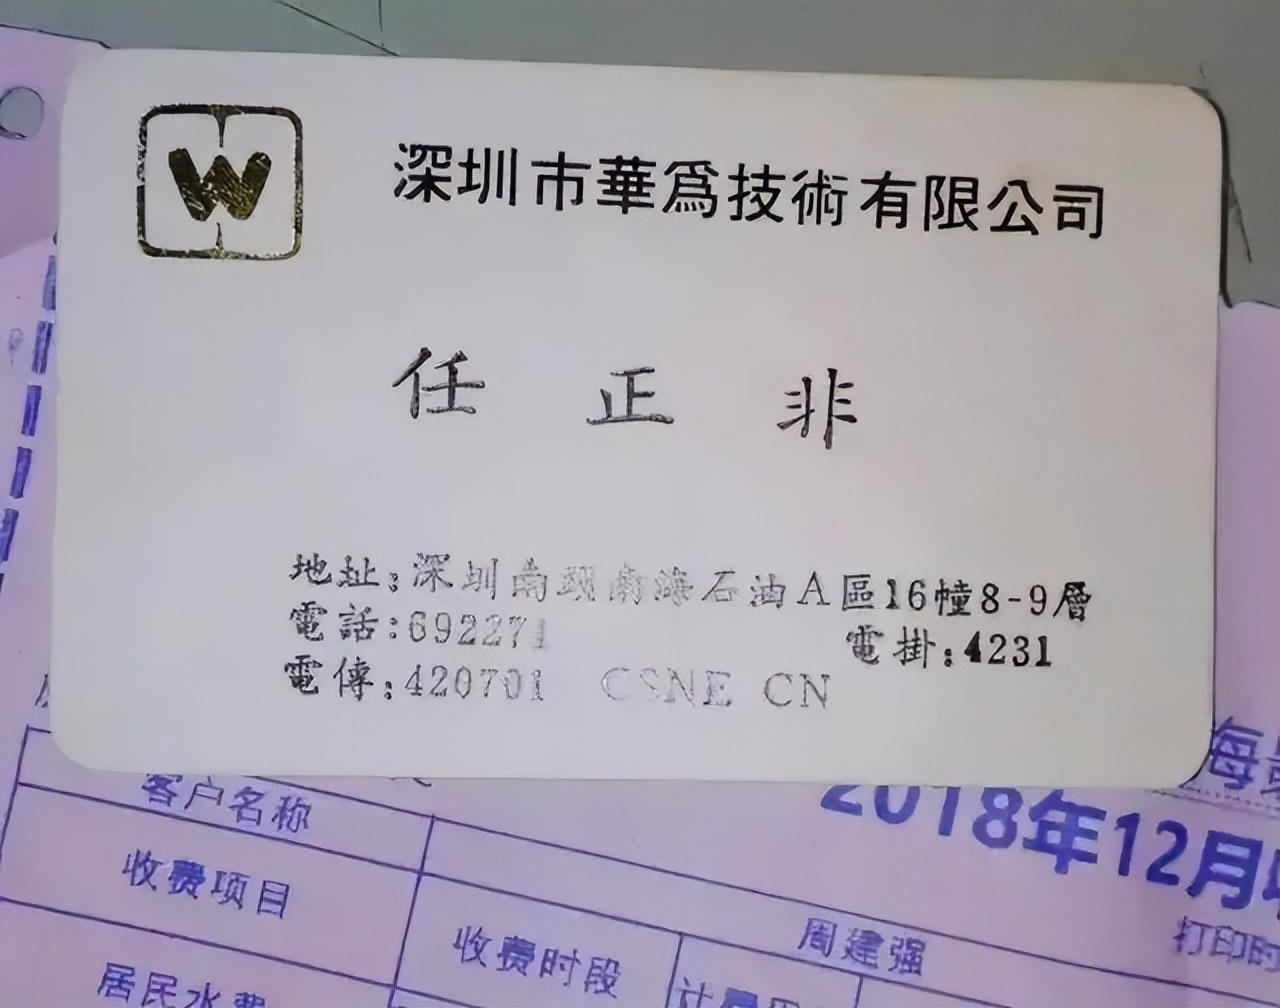 W
深圳市華為技術有限公司
任 正 非
地址:深圳南 南海石油A區16幢8-9層
電話:692271
電掛:4231
電傳:420701 CSNE CN
2018年12月
客户名称
收费项目
周建强
打印时
收费时段
居民水费